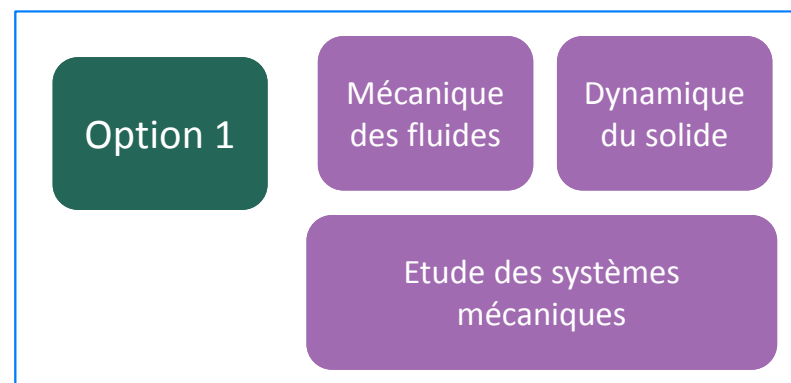 Option 1
Mécanique
des fluides
Dynamique
du solide
Etude des systèmes
mécaniques